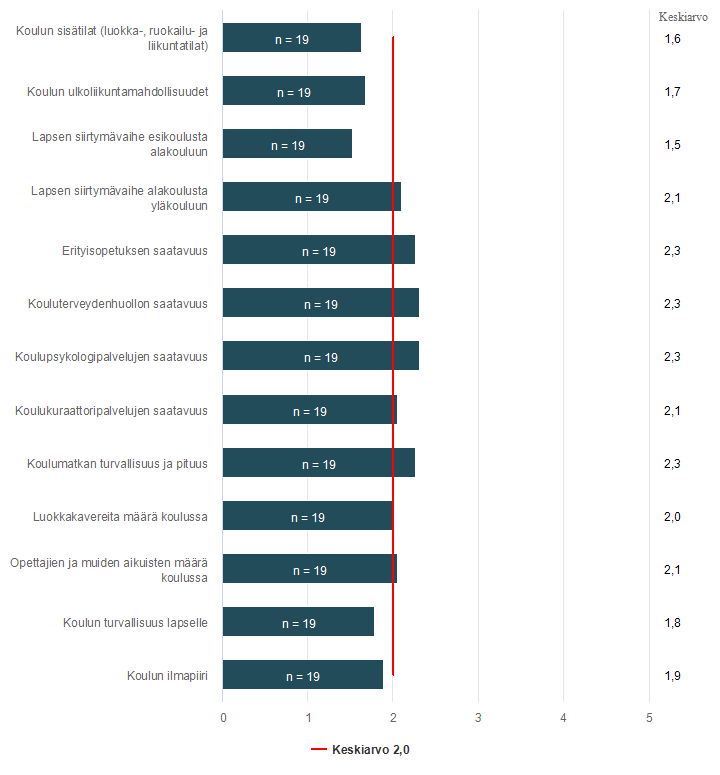 Keskiarvo
Koulun sisätilat (luokka-, ruokailu- ja
liikuntatilat)
n = 19
1,6
Koulun ulkoliikuntamahdollisuudet
n = 19
1,7
Lapsen siirtymävaihe esikoulusta
alakouluun
n = 19
1,5
Lapsen siirtymävaihe alakoulusta
yläkouluun
n = 19
2,1
Erityisopetuksen saatavuus
n = 19
2,3
Kouluterveydenhuollon saatavuus
n = 19
2,3
Koulupsykologipalvelujen saatavuus
n = 19
2,3
Koulukuraattoripalvelujen saatavuus
n = 19
2,1
Koulumatkan turvallisuus ja pituus
n = 19
2,3
Luokkakavereita määrä koulussa
n = 19
2,0
Opettajien ja muiden aikuisten määrä
koulussa
n = 19
2,1
Koulun turvallisuus lapselle
n = 19
1,8
Koulun ilmapiiri
n = 19
1,9
0 1 2 3 4 5
Keskiarvo 2,0